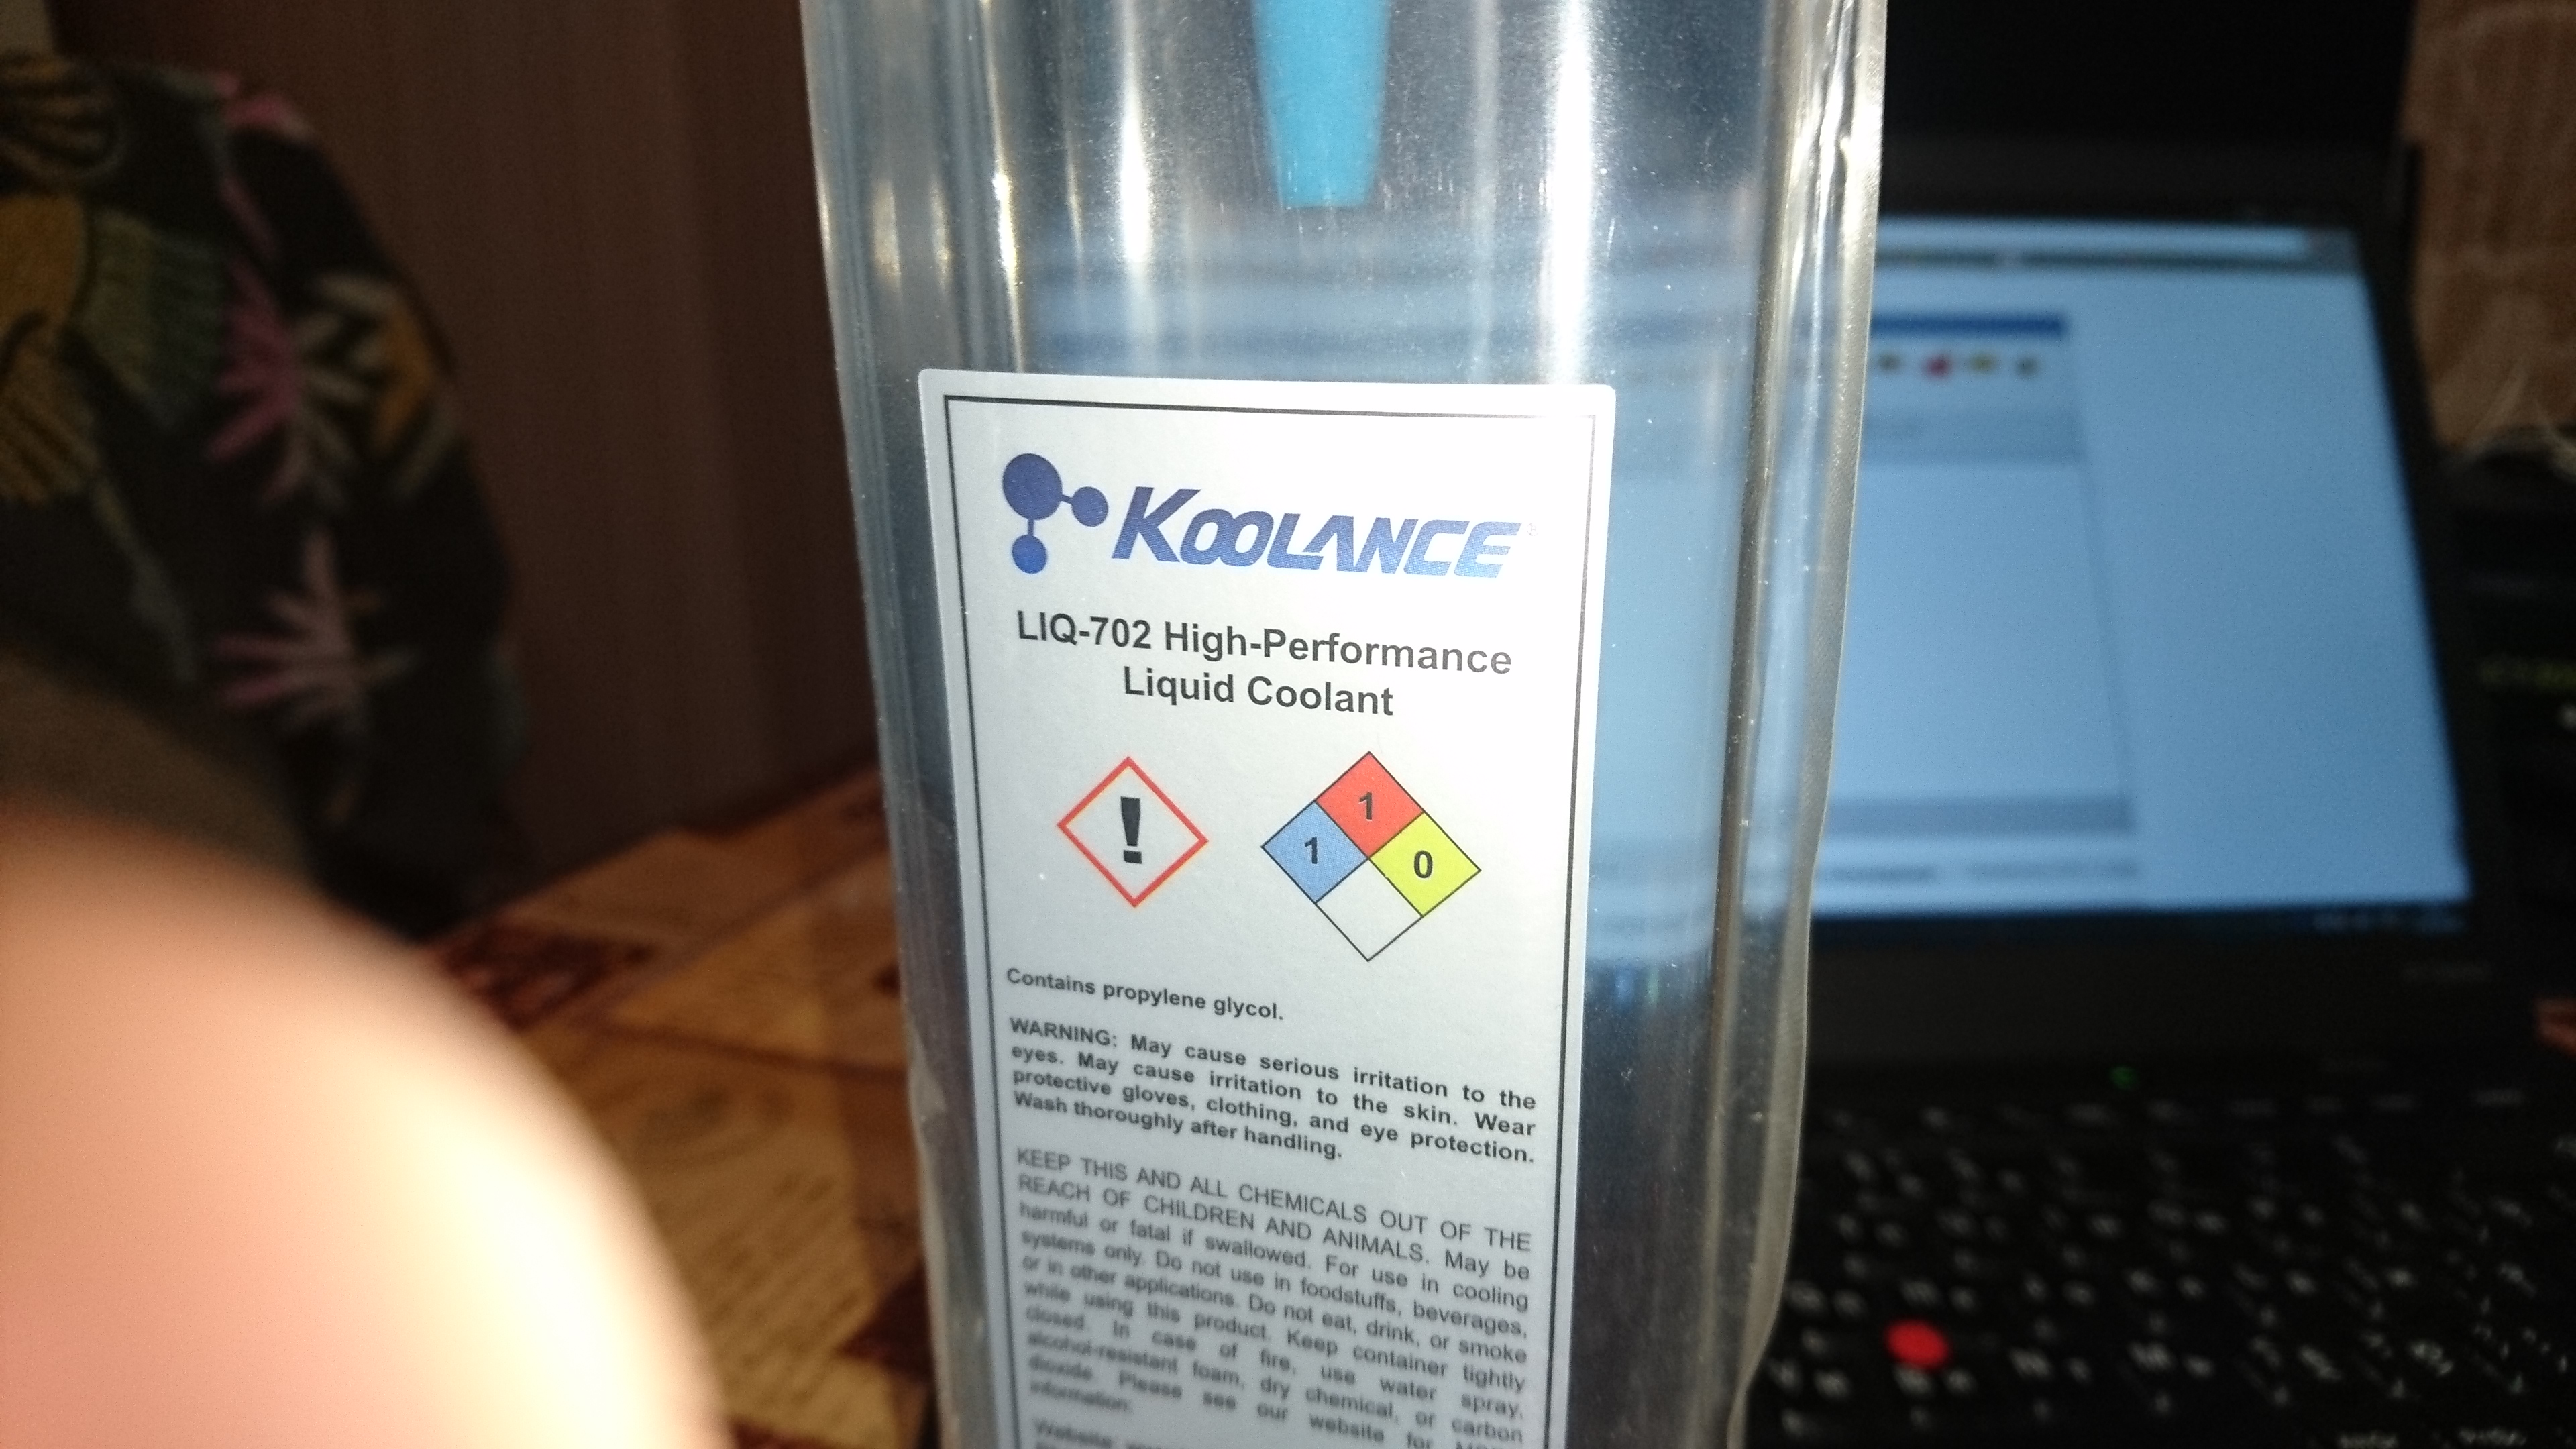 KOOLANCE
LIQ-702 High-Performance
Liquid Coolant
!
1
1
0
Contains propylene glycol.
WARNING: May cause serious irritation to the
eyes. May cause irritation to the skin. Wear
protective gloves, clothing, and eye protection.
Wash thoroughly after handling.
KEEP THIS AND ALL CHEMICALS OUT OF THE
REACH OF CHILDREN AND ANIMALS. May be
harmful or fatal if swallowed. For use in cooling
systems only. Do not use in foodstuffs, beverages,
or in other applications. Do not eat, drink, or smoke
while using this product. Keep container tightly
closed. In case of fire, use water spray,
alcohol-resistant foam, dry chemical, or carbon
dioxide. Please see our website for
information:
Website